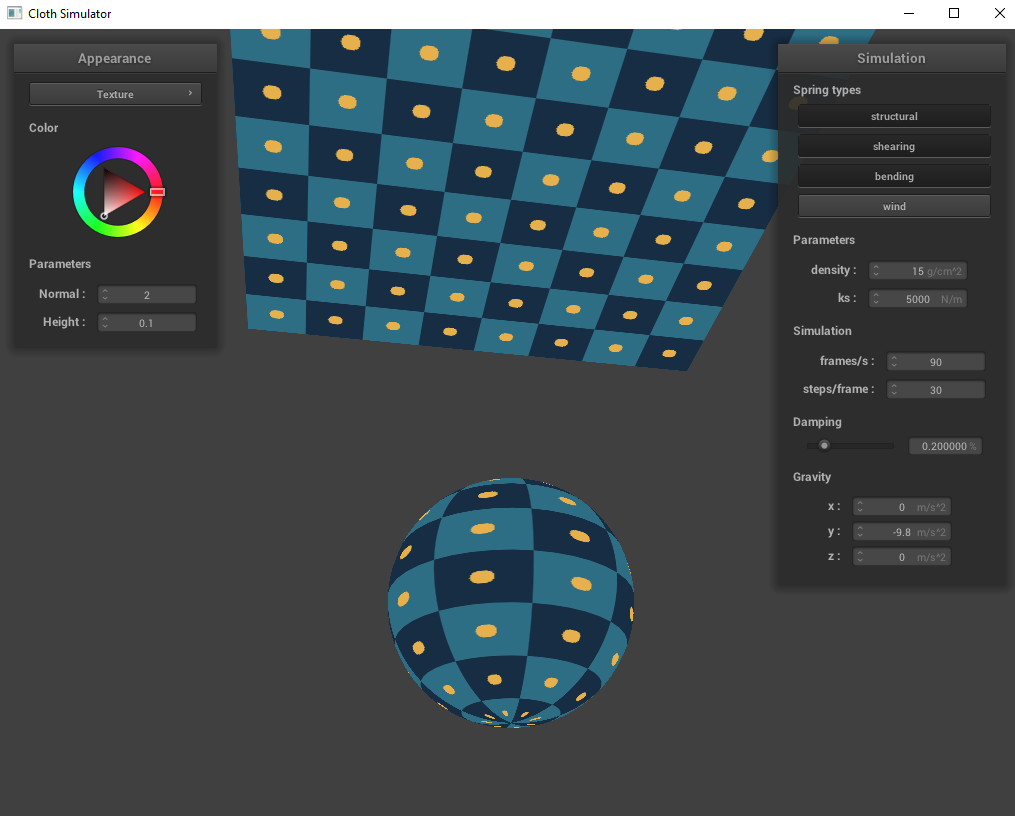 Cloth Simulator
Appearance
Texture
Color
Parameters
Normal : 2
Height : 0.1
Simulation
Spring types
structural
shearing
bending
wind
Parameters
density : 15 g/cm^2
ks : 5000 N/m
Simulation
frames/s : 90
steps/frame : 30
Damping
0.200000 %
Gravity
x : 0 m/s^2
y : -9.8 m/s^2
z : 0 m/s^2